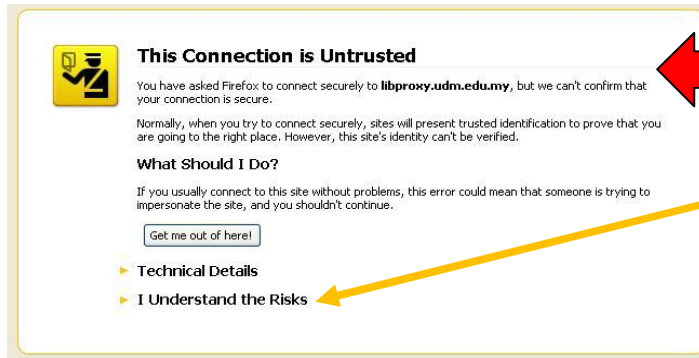 This Connection is Untrusted
You have asked Firefox to connect securely to libproxy.udm.edu.my, but we can't confirm that
your connection is secure.
Normally, when you try to connect securely, sites will present trusted identification to prove that you
are going to the right place. However, this site's identity can't be verified.
What Should I Do?
If you usually connect to this site without problems, this error could mean that someone is trying to
impersonate the site, and you shouldn't continue.
Get me out of here!
Technical Details
I Understand the Risks